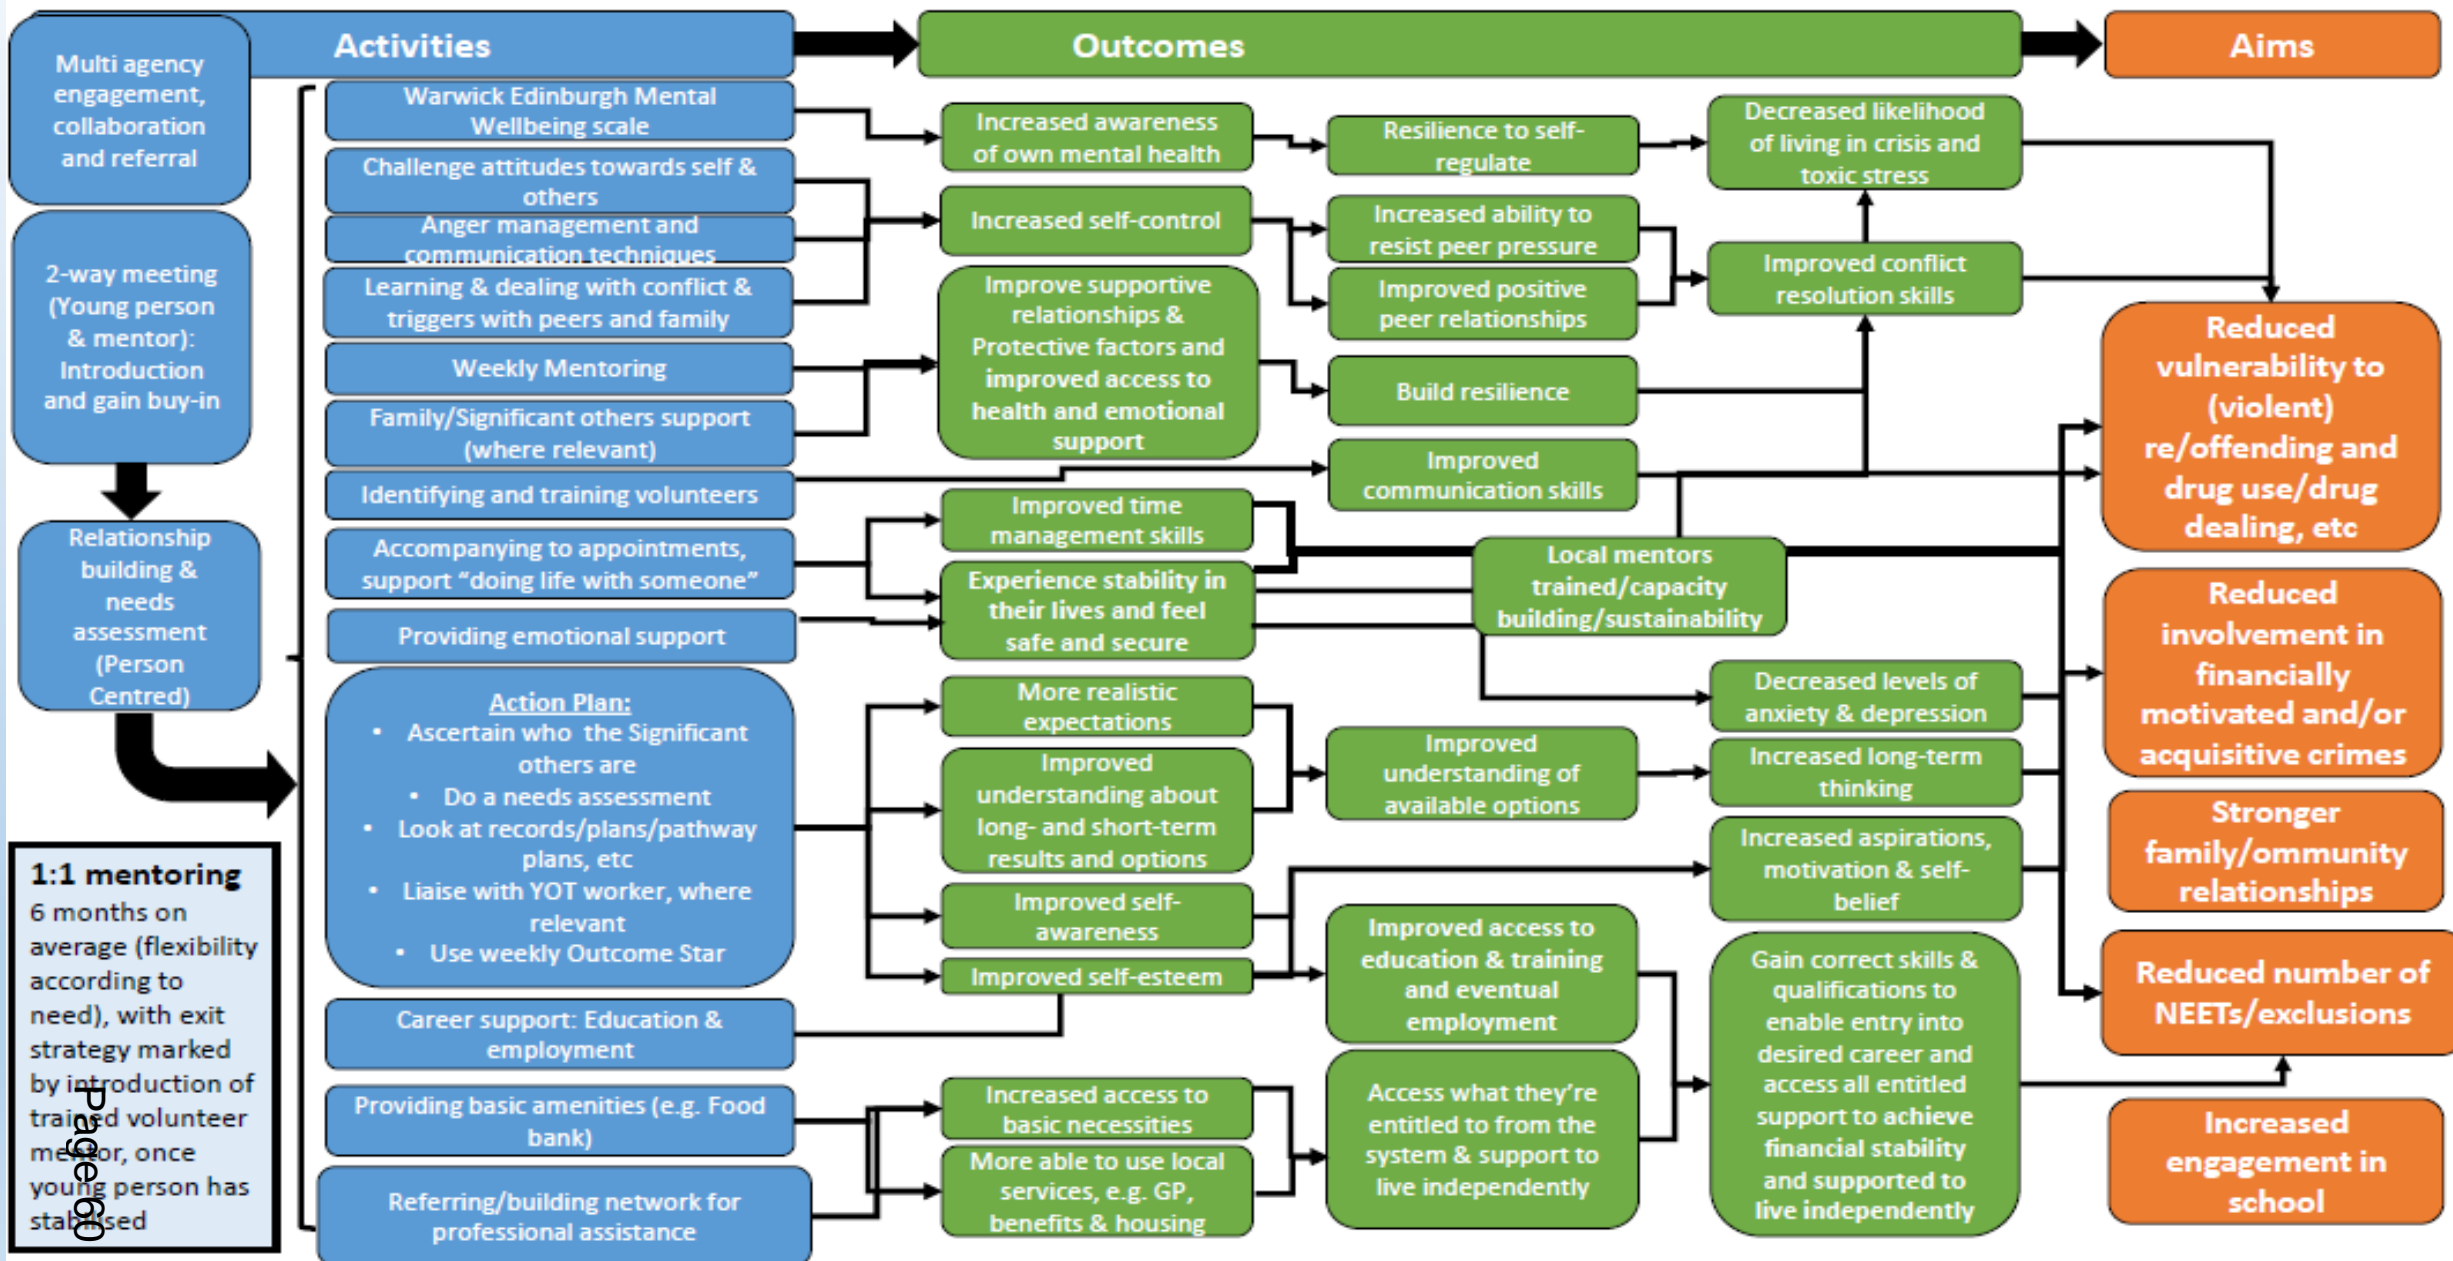 Activities
Outcomes
Aims
Multi agency
engagement,
collaboration
and referral
2-way meeting
(Young person
& mentor):
Introduction
and gain buy-in
Relationship
building &
needs
assessment
(Person
Centred)
1:1 mentoring
6 months on
average (flexibility
according to
need), with exit
strategy marked
by introduction of
trained volunteer
mentor, once
young person has
stabilised
Page 60
Warwick Edinburgh Mental
Wellbeing scale
Challenge attitudes towards self &
others
Anger management and
communication techniques
Learning & dealing with conflict &
triggers with peers and family
Weekly Mentoring
Family/Significant others support
(where relevant)
Identifying and training volunteers
Accompanying to appointments,
support “doing life with someone”
Providing emotional support
Action Plan:
• Ascertain who the Significant
others are
• Do a needs assessment
• Look at records/plans/pathway
plans, etc
• Liaise with YOT worker, where
relevant
• Use weekly Outcome Star
Career support: Education &
employment
Providing basic amenities (e.g. Food
bank)
Referring/building network for
professional assistance
Increased awareness
of own mental health
Increased self-control
Improve supportive
relationships &
Protective factors and
improved access to
health and emotional
support
Improved time
management skills
Experience stability in
their lives and feel
safe and secure
More realistic
expectations
Improved
understanding about
long- and short-term
results and options
Improved self-
awareness
Improved self-esteem
Increased access to
basic necessities
More able to use local
services, e.g. GP,
benefits & housing
Resilience to self-
regulate
Increased ability to
resist peer pressure
Improved positive
peer relationships
Build resilience
Improved
communication skills
Local mentors
trained/capacity
building/sustainability
Improved
understanding of
available options
Improved access to
education & training
and eventual
employment
Access what they’re
entitled to from the
system & support to
live independently
Decreased likelihood
of living in crisis and
toxic stress
Improved conflict
resolution skills
Decreased levels of
anxiety & depression
Increased long-term
thinking
Increased aspirations,
motivation & self-
belief
Gain correct skills &
qualifications to
enable entry into
desired career and
access all entitled
support to achieve
financial stability
and supported to
live independently
Reduced
vulnerability to
(violent)
re/offending and
drug use/drug
dealing, etc
Reduced
involvement in
financially
motivated and/or
acquisitive crimes
Stronger
family/ommunity
relationships
Reduced number of
NEETs/exclusions
Increased
engagement in
school